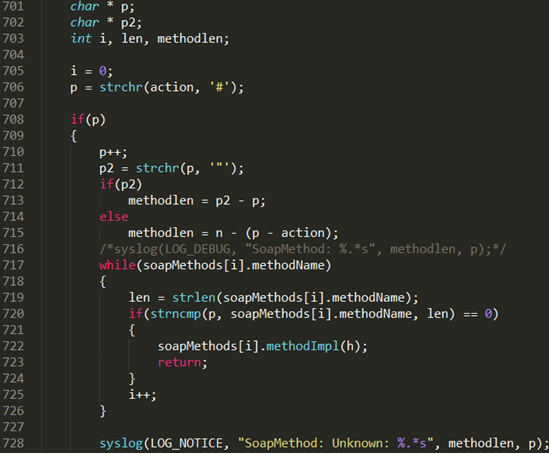 701 char * p;
702 char * p2;
703 int i, len, methodlen;
704
705 i = 0;
706 p = strchr(action, '#');
707
708 if(p)
709 {
710 p++;
711 p2 = strchr(p, '"');
712 if(p2)
713 methodlen = p2 - p;
714 else
715 methodlen = n - (p - action);
716 /*syslog(LOG_DEBUG, "SoapMethod: %.*s", methodlen, p);*/
717 while(soapMethods[i].methodName)
718 {
719 len = strlen(soapMethods[i].methodName);
720 if(strncmp(p, soapMethods[i].methodName, len) == 0)
721 {
722 soapMethods[i].methodImpl(h);
723 return;
724 }
725 i++;
726 }
727
728 syslog(LOG_NOTICE, "SoapMethod: Unknown: %.*s", methodlen, p);